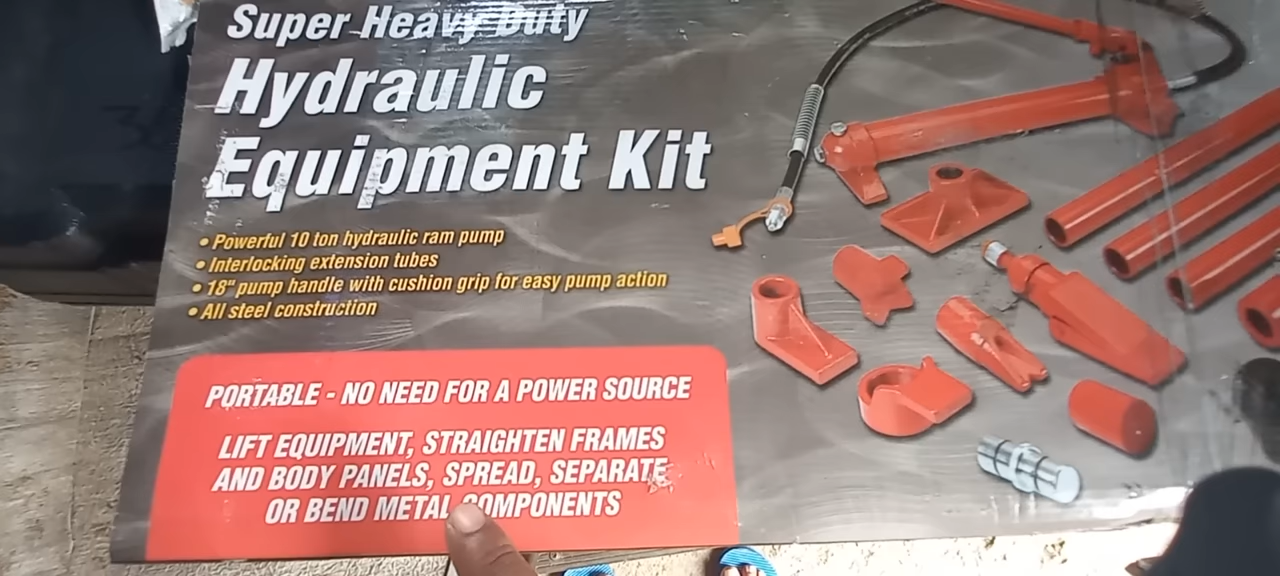 Super Heavy Duty
Hydraulic
Equipment Kit
• Powerful 10 ton hydraulic ram pump
• Interlocking extension tubes
• 18" pump handle with cushion grip for easy pump action
• All steel construction
PORTABLE - NO NEED FOR A POWER SOURCE
LIFT EQUIPMENT, STRAIGHTEN FRAMES
AND BODY PANELS, SPREAD, SEPARATE
OR BEND METAL COMPONENTS